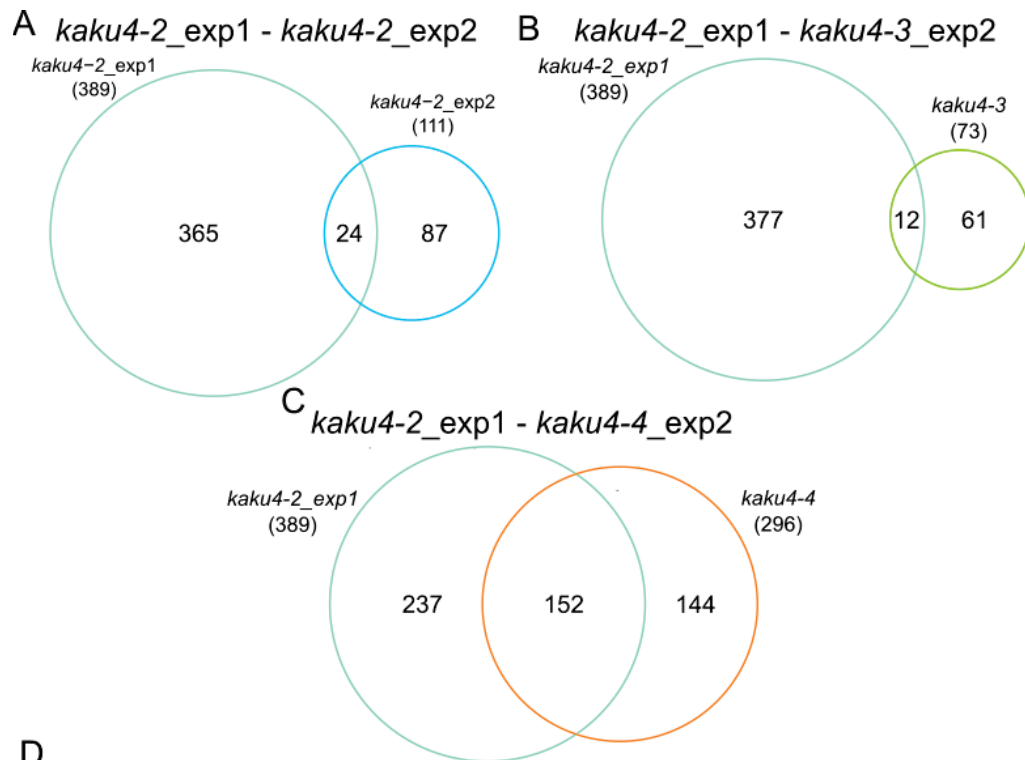 A
kaku4-2_exp1 - kaku4-2_exp2
kaku4−2_exp1
(389)
kaku4−2_exp2
(111)
365
24
87
B
kaku4-2_exp1 - kaku4-3_exp2
kaku4-2_exp1
(389)
kaku4-3
(73)
377
12
61
C
kaku4-2_exp1 - kaku4-4_exp2
kaku4-2_exp1
(389)
kaku4-4
(296)
237
152
144
D